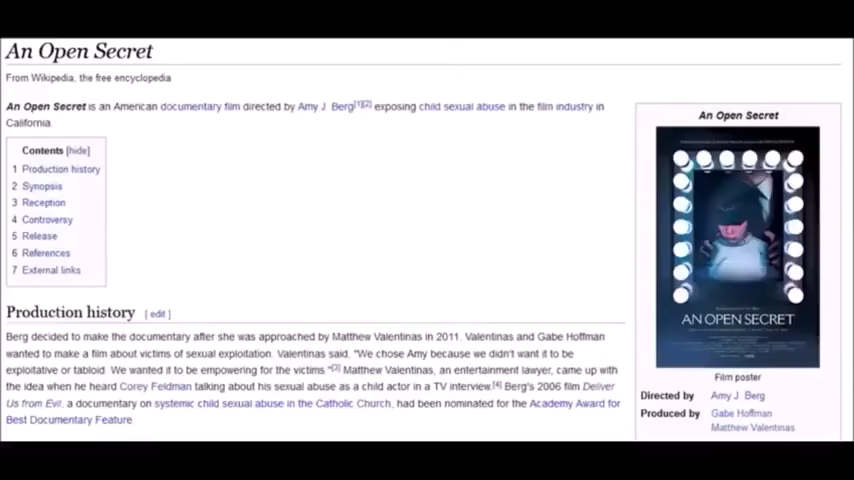 An Open Secret
From Wikipedia, the free encyclopedia
An Open Secret is an American documentary film directed by Amy J Berg[1][2] exposing child sexual abuse in the film industry in
California.
Contents [hide]
1 Production history
2 Synopsis
3 Reception
4 Controversy
5 Release
6 References
7 External links
Production history [ edit ]
Berg decided to make the documentary after she was approached by Matthew Valentinas in 2011. Valentinas and Gabe Hoffman
wanted to make a film about victims of sexual exploitation. Valentinas said, "We chose Amy because we didn't want it to be
exploitative or tabloid. We wanted it to be empowering for the victims "[3] Matthew Valentinas, an entertainment lawyer, came up with
the idea when he heard Corey Feldman talking about his sexual abuse as a child actor in a TV interview.[4] Berg's 2006 film Deliver
Us from Evil, a documentary on systemic child sexual abuse in the Catholic Church, had been nominated for the Academy Award for
Best Documentary Feature
An Open Secret
AN OPEN SECRET
Film poster
Directed by Amy J Berg
Produced by Gabe Hoffman
Matthew Valentinas